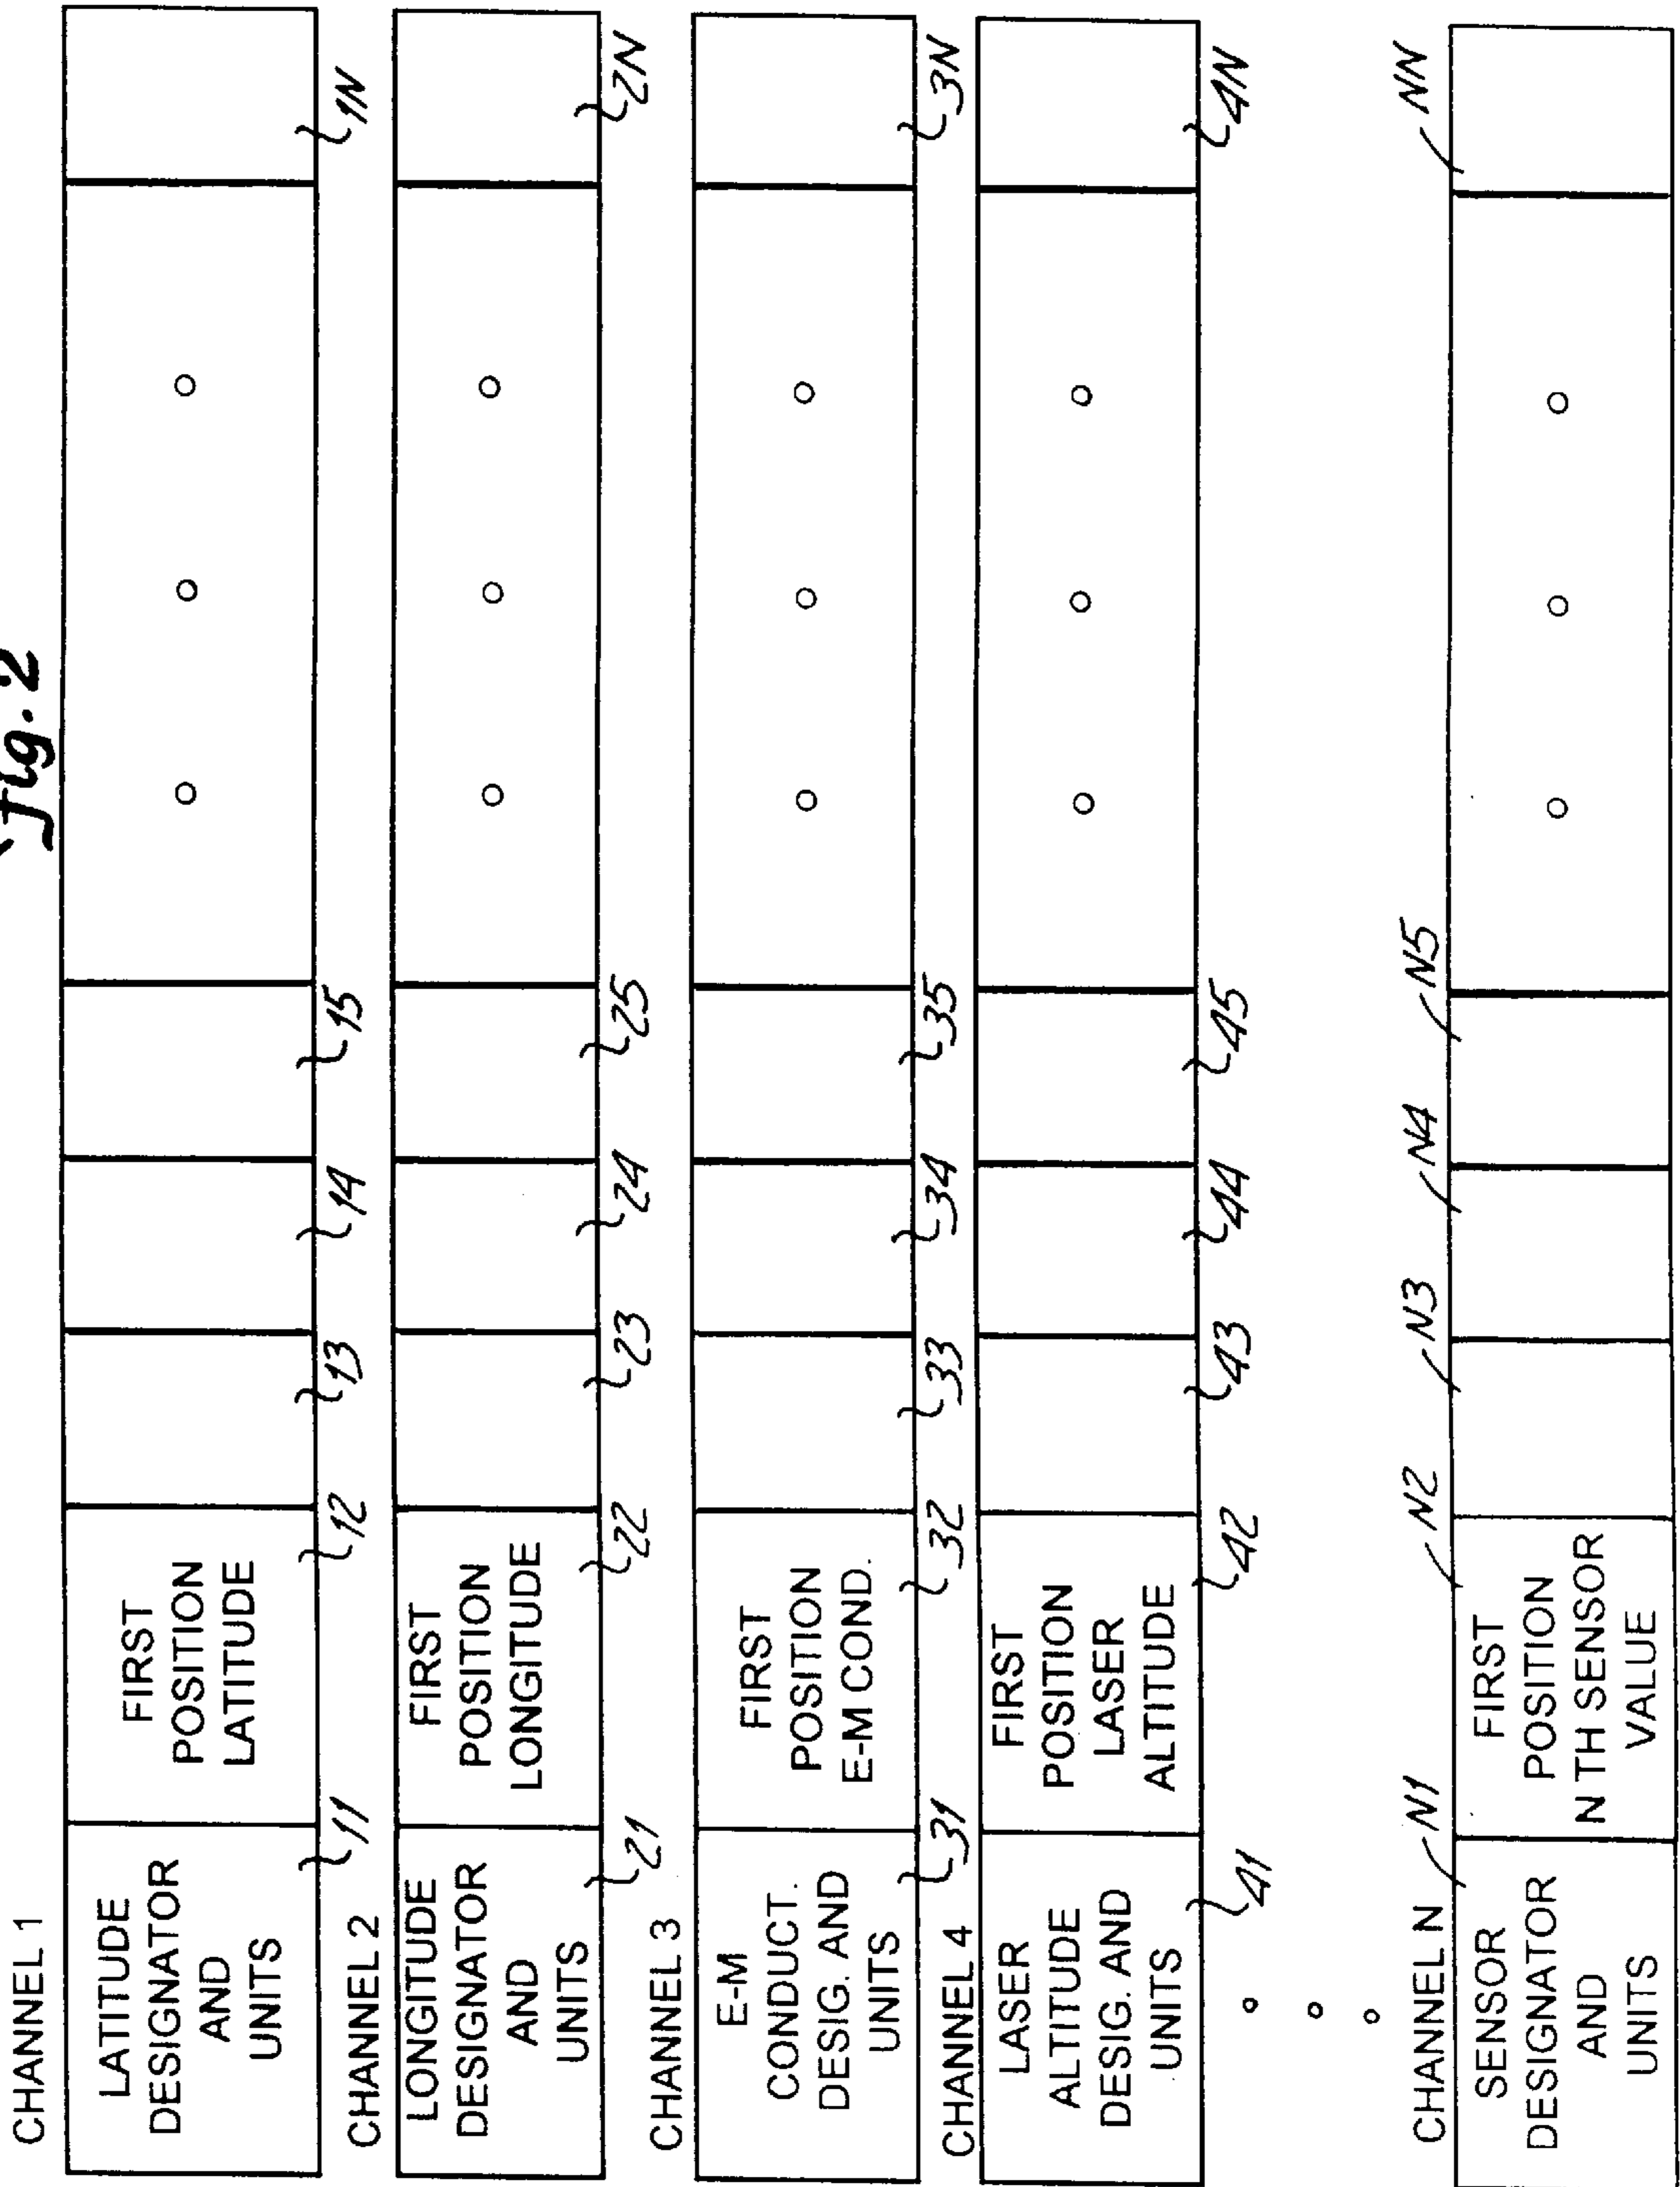 Fig. 2
CHANNEL 1
LATITUDE
DESIGNATOR
AND
UNITS
FIRST
POSITION
LATITUDE
11
12
13
14
15
1N
CHANNEL 2
LONGITUDE
DESIGNATOR
AND
UNITS
FIRST
POSITION
LONGITUDE
21
22
23
24
25
2N
CHANNEL 3
E-M
CONDUCT.
DESIG. AND
UNITS
FIRST
POSITION
E-M COND.
31
32
33
34
35
3N
CHANNEL 4
LASER
ALTITUDE
DESIG. AND
UNITS
FIRST
POSITION
LASER
ALTITUDE
41
42
43
44
45
4N
CHANNEL N
N1
N2
N3
N4
N5
NN
SENSOR
DESIGNATOR
AND
UNITS
FIRST
POSITION
N TH SENSOR
VALUE